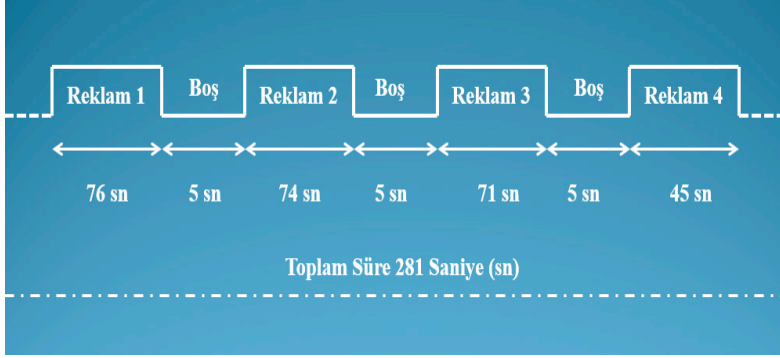 Reklam 1 Boş Reklam 2 Boş Reklam 3 Boş Reklam 4
76 sn 5 sn 74 sn 5 sn 71 sn 5 sn 45 sn
Toplam Süre 281 Saniye (sn)